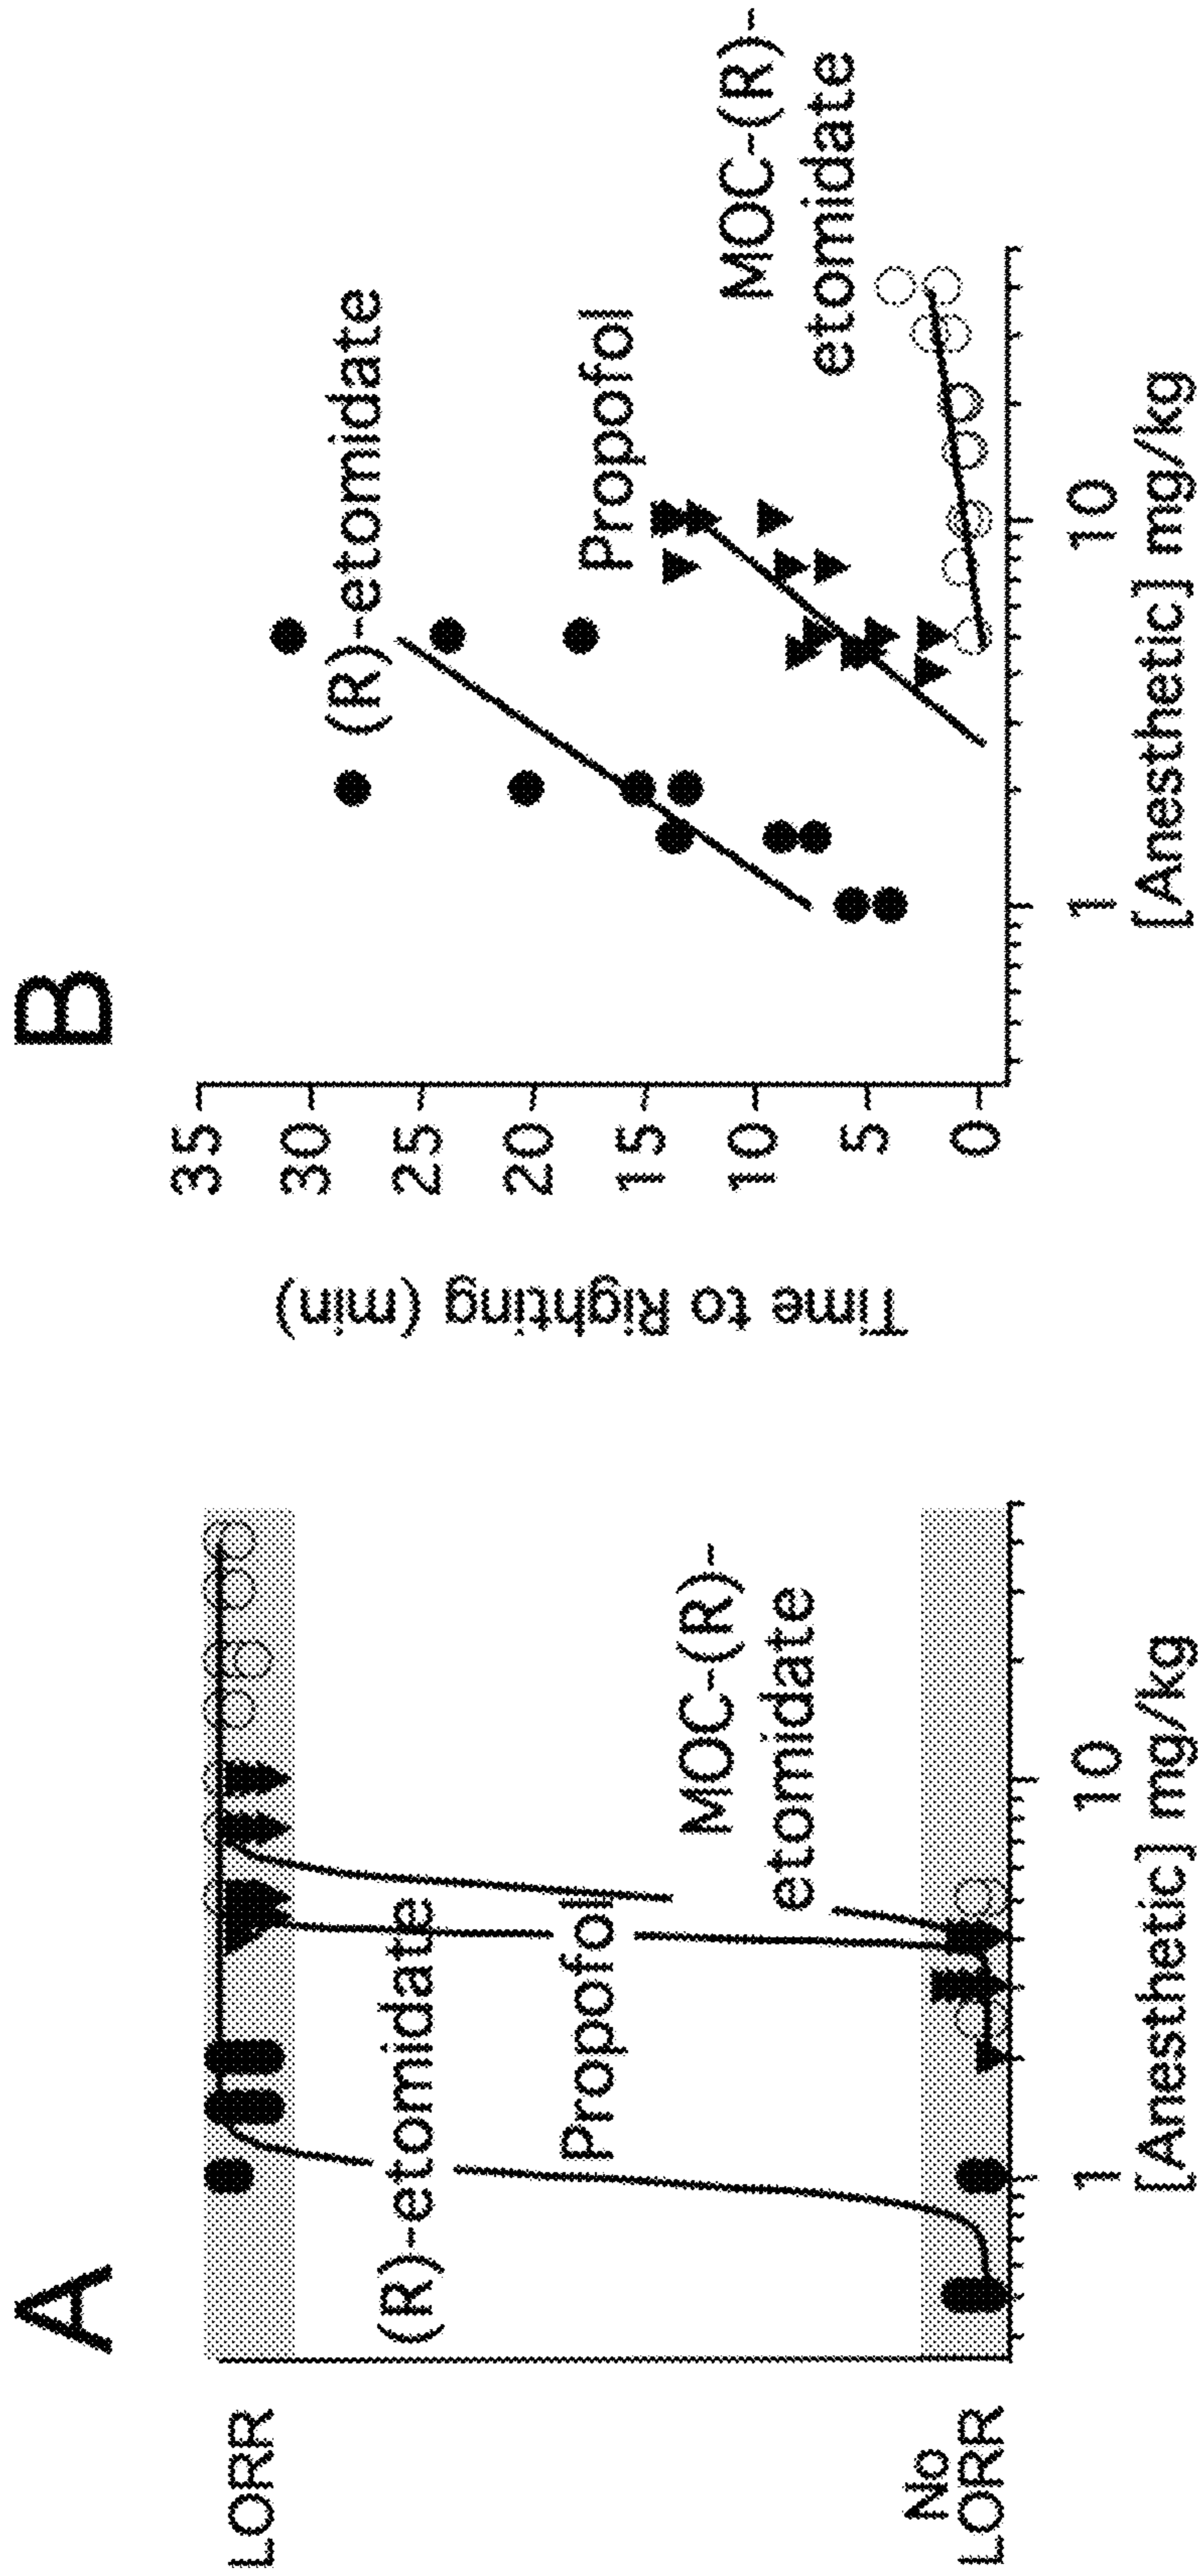 A
LORR
No
LORR
(R)-etomidate
Propofol
MOC-(R)-
etomidate
1
10
[Anesthetic] mg/kg
B
Time to Righting (min)
35
30
25
20
15
10
5
0
(R)-etomidate
Propofol
MOC-(R)-
etomidate
1
10
[Anesthetic] mg/kg